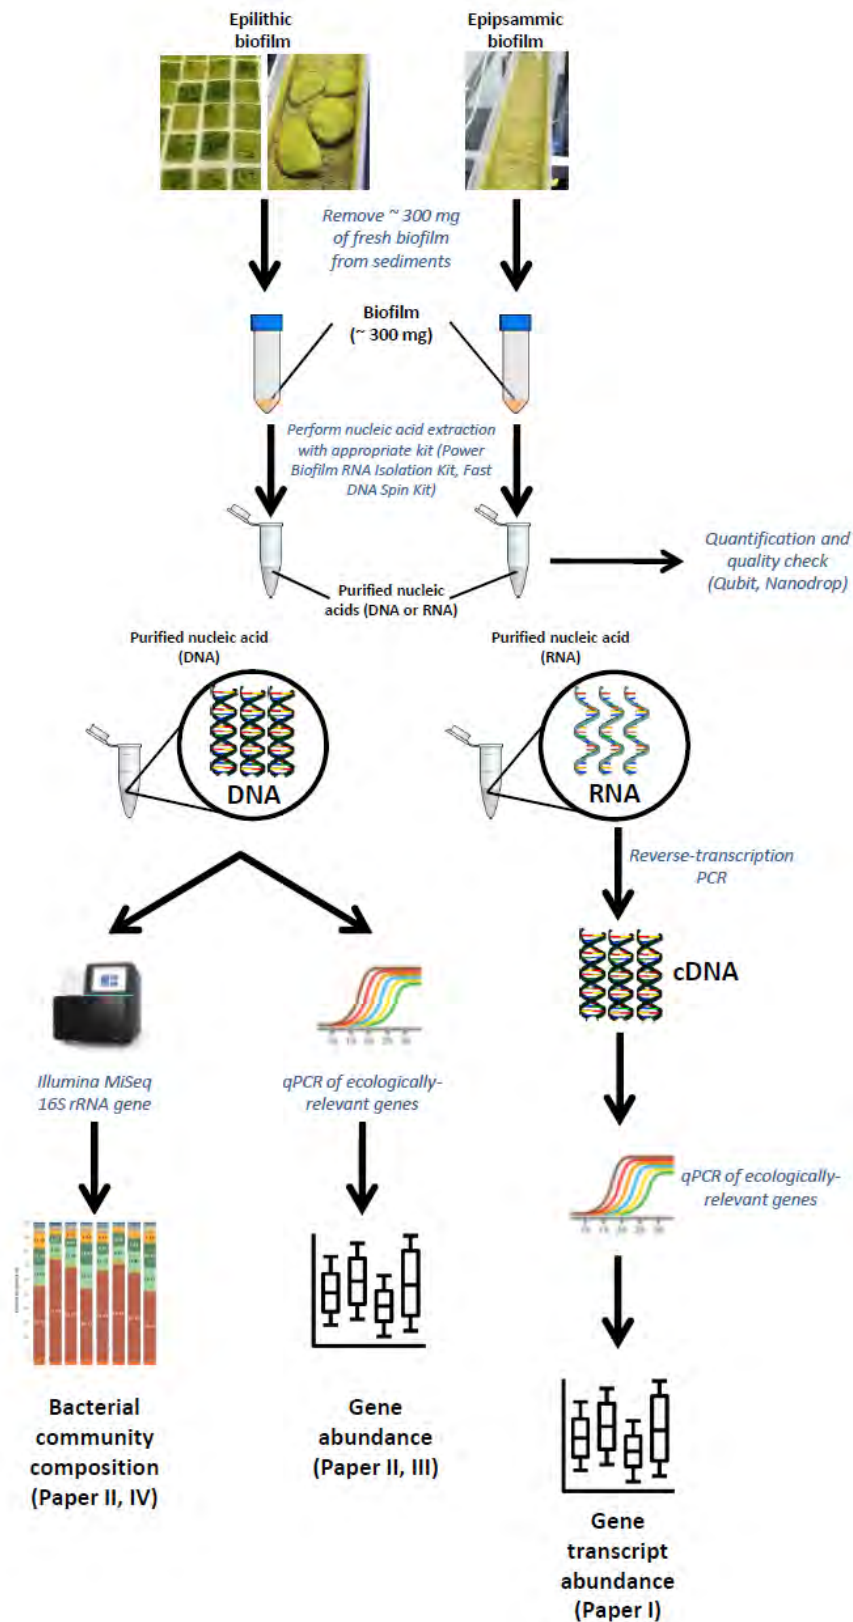 Epilithic
biofilm
Epipsammic
biofilm
Remove ~ 300 mg
of fresh biofilm
from sediments
Biofilm
(~ 300 mg)
Perform nucleic acid extraction
with appropriate kit (Power
Biofilm RNA Isolation Kit, Fast
DNA Spin Kit)
Quantification and
quality check
(Qubit, Nanodrop)
Purified nucleic
acids (DNA or RNA)
Purified nucleic acid
(DNA)
Purified nucleic acid
(RNA)
DNA
RNA
Reverse-transcription
PCR
cDNA
Illumina MiSeq
16S rRNA gene
qPCR of ecologically-
relevant genes
qPCR of ecologically-
relevant genes
Bacterial
community
composition
(Paper II, IV)
Gene
abundance
(Paper II, III)
Gene
transcript
abundance
(Paper I)